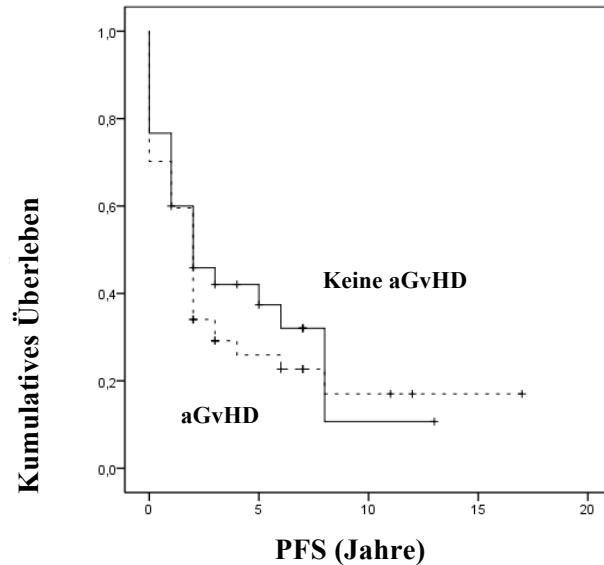 Kumulatives Überleben
1,0
0,8
0,6
0,4
0,2
0,0
Keine aGvHD
aGvHD
0
5
10
15
20
PFS (Jahre)